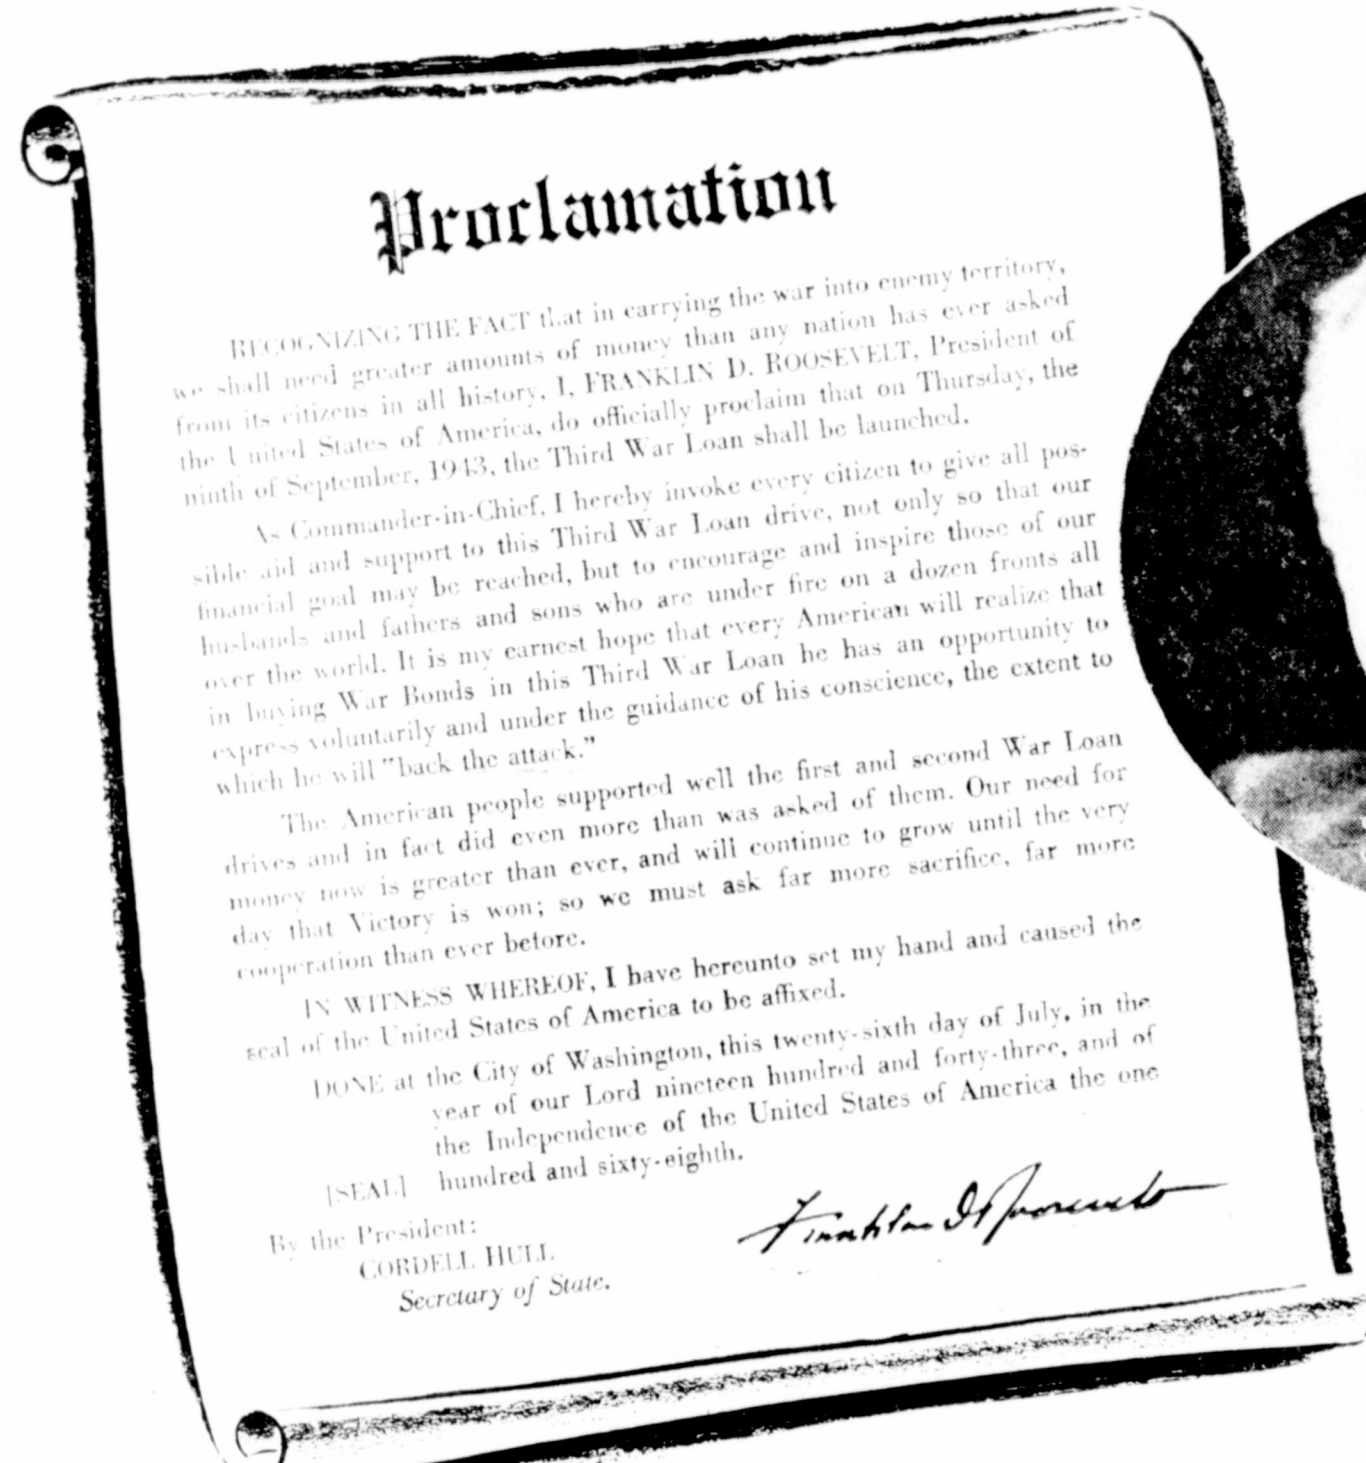 Proclamation
RECOGNIZING THE FACT that in carrying the war into enemy territory,
we shall need greater amounts of money than any nation has ever asked
from its citizens in all history, I, FRANKLIN D. ROOSEVELT, President of
the United States of America, do officially proclaim that on Thursday, the
ninth of September, 1943, the Third War Loan shall be launched.
As Commander-in-Chief, I hereby invoke every citizen to give all pos-
sible aid and support to this Third War Loan drive, not only so that our
financial goal may be reached, but to encourage and inspire those of our
husbands and fathers and sons who are under fire on a dozen fronts all
over the world. It is my earnest hope that every American will realize that
in buying War Bonds in this Third War Loan he has an opportunity to
express voluntarily and under the guidance of his conscience, the extent to
which he will "back the attack."
The American people supported well the first and second War Loan
drives and in fact did even more than was asked of them. Our need for
money now is greater than ever, and will continue to grow until the very
day that Victory is won; so we must ask far more sacrifice, far more
cooperation than ever before.
IN WITNESS WHEREOF, I have hereunto set my hand and caused the
seal of the United States of America to be affixed.
DONE at the City of Washington, this twenty-sixth day of July, in the
year of our Lord nineteen hundred and forty-three, and of
the Independence of the United States of America the one
[SEAL] hundred and sixty-eighth.
Franklin D Roosevelt
By the President:
CORDELL HULL
Secretary of State.